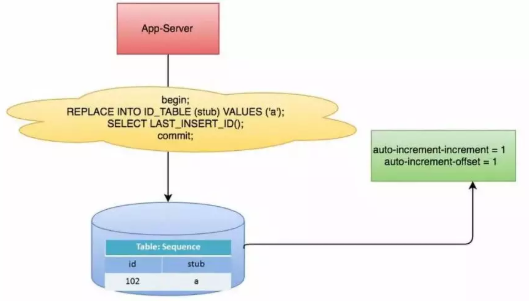 App-Server
begin;
REPLACE INTO ID_TABLE (stub) VALUES ('a');
SELECT LAST_INSERT_ID();
commit;
auto-increment-increment = 1
auto-increment-offset = 1
Table: Sequence
id stub
102 a